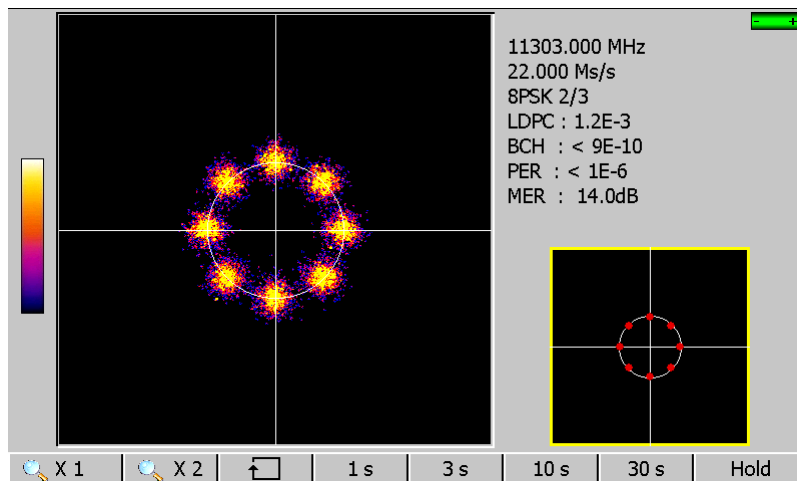 - +
11303.000 MHz
22.000 Ms/s
8PSK 2/3
LDPC : 1.2E-3
BCH : < 9E-10
PER : < 1E-6
MER : 14.0dB
X 1 X 2 1 s 3 s 10 s 30 s Hold